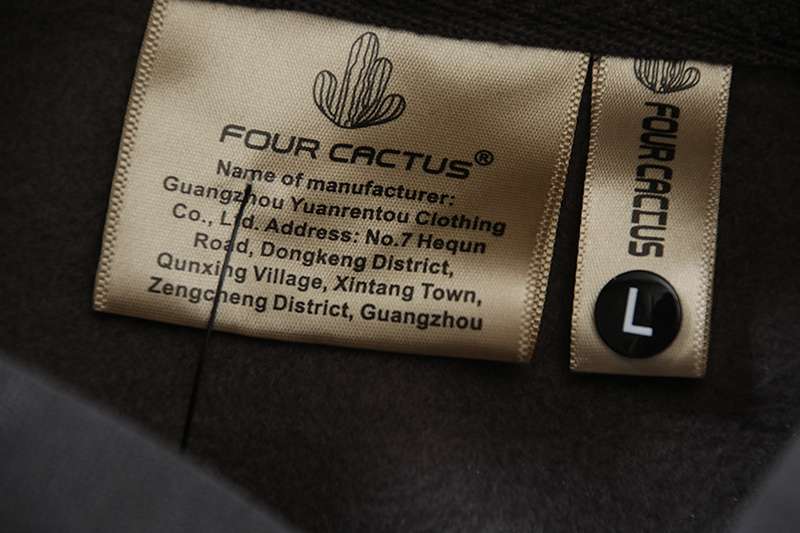 FOUR CACTUS®
Name of manufacturer:
Guangzhou Yuanrentou Clothing
Co., Ltd. Address: No.7 Hequn
Road, Dongkeng District,
Qunxing Village, Xintang Town,
Zengcheng District, Guangzhou
FOUR CACTUS
L